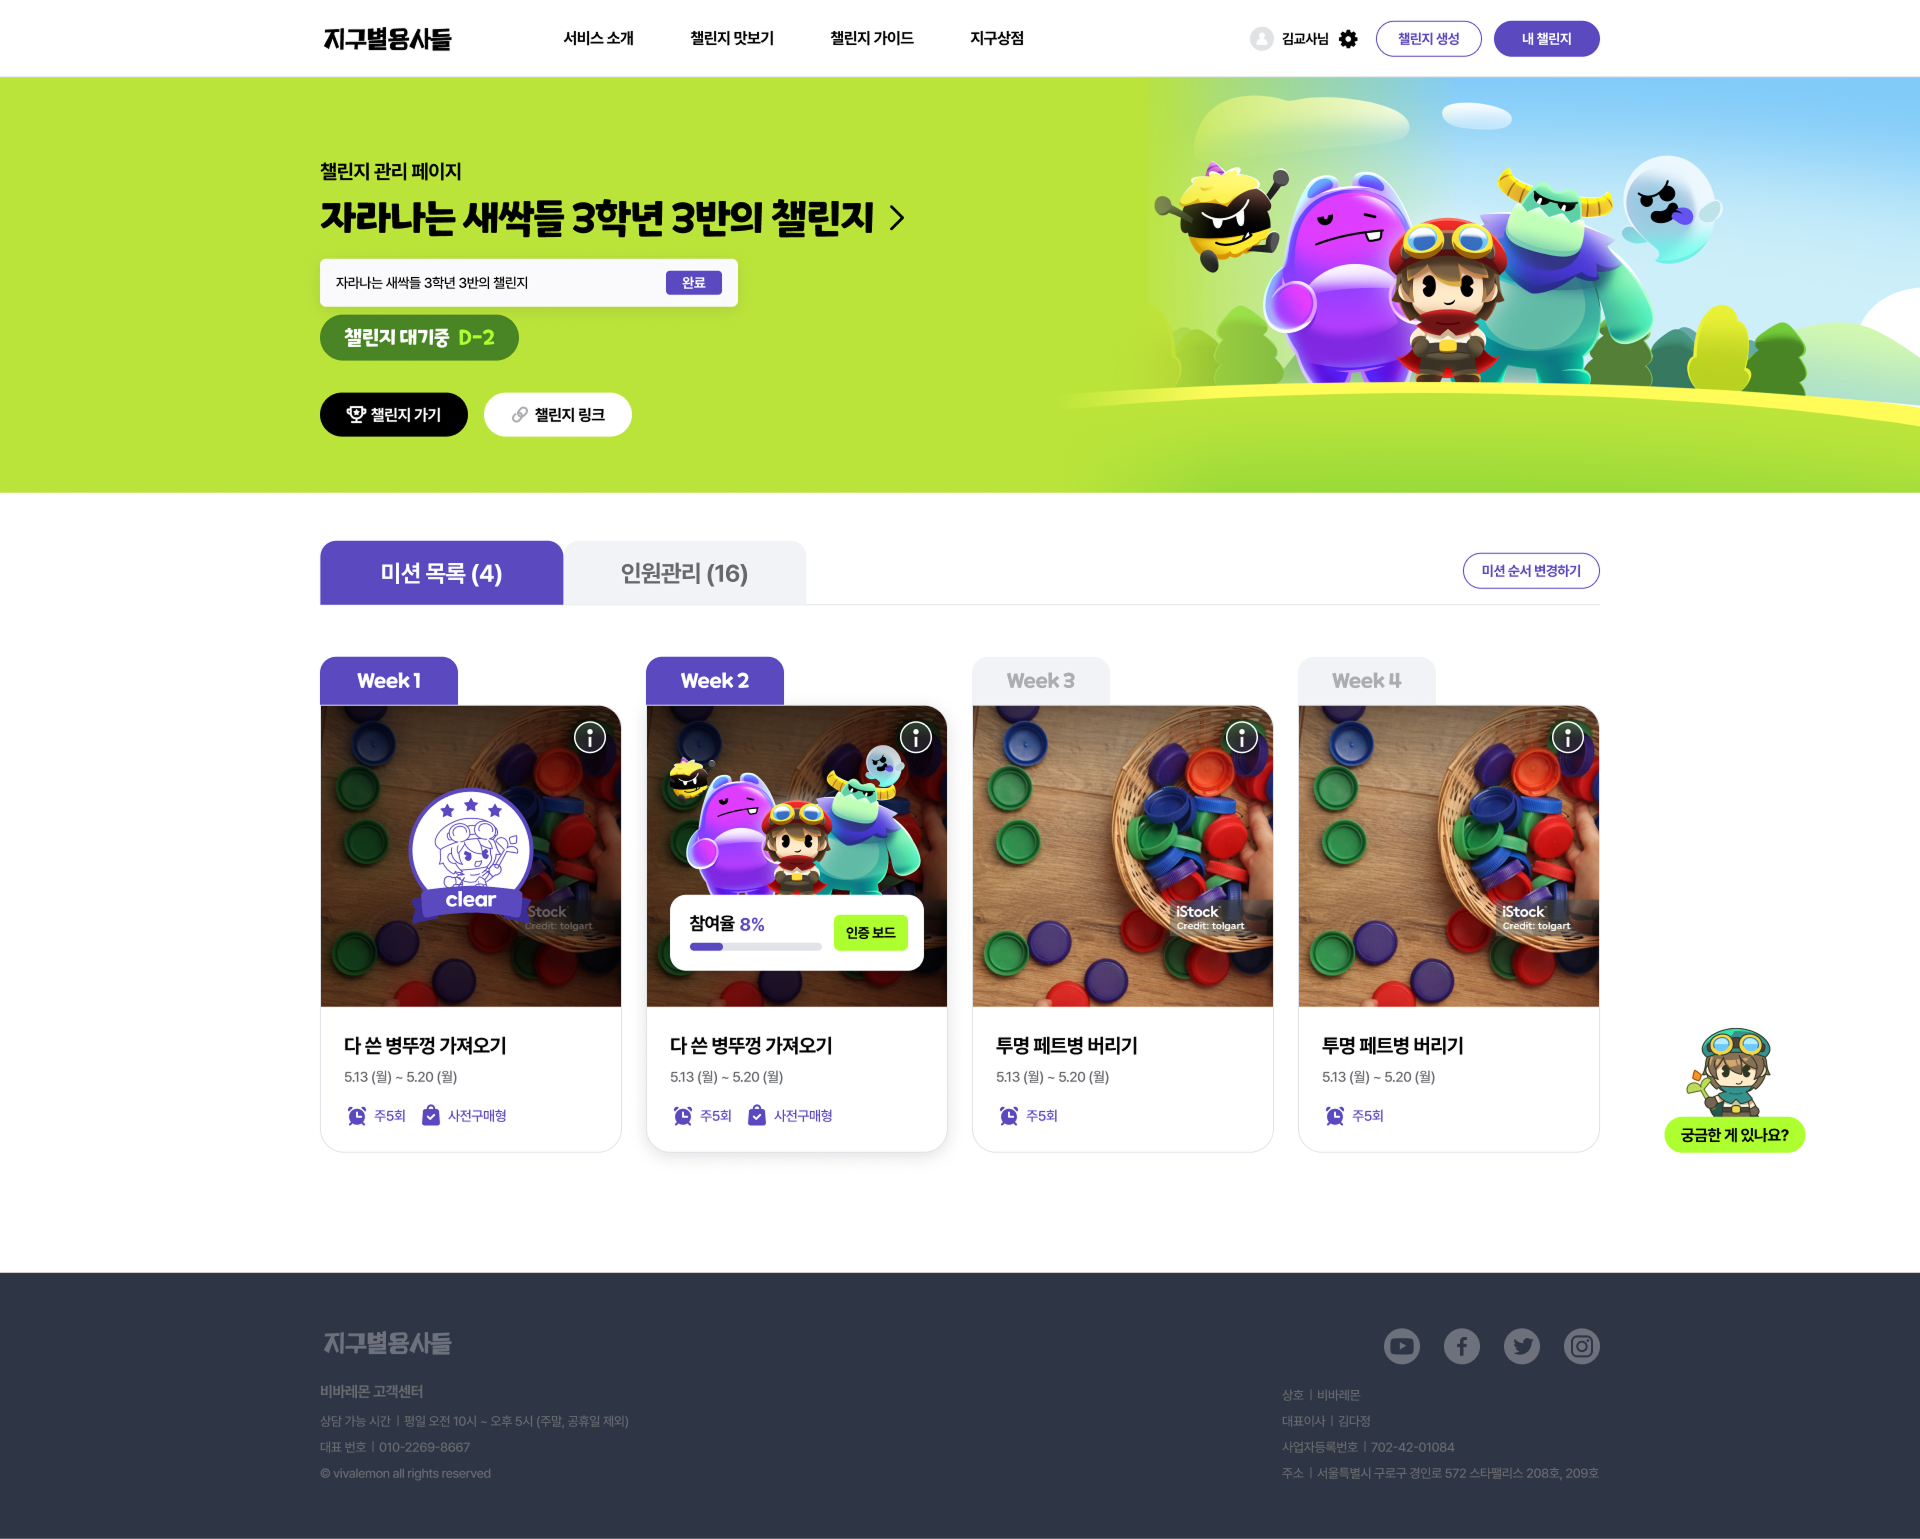 지구별용사들
서비스 소개
챌린지 맛보기
챌린지 가이드
지구상점
김교사님
챌린지 생성
내 챌린지
챌린지 관리 페이지
자라나는 새싹들 3학년 3반의 챌린지
자라나는 새싹들 3학년 3반의 챌린지
완료
챌린지 대기중 D-2
챌린지 가기
챌린지 링크
미션 목록 (4)
인원관리 (16)
미션 순서 변경하기
Week 1
clear
iStock
Credit: tolgart
다 쓴 병뚜껑 가져오기
5.13 (월) ~ 5.20 (월)
주5회
사전구매형
Week 2
참여율 8%
인증 보드
다 쓴 병뚜껑 가져오기
5.13 (월) ~ 5.20 (월)
주5회
사전구매형
Week 3
iStock
Credit: tolgart
투명 페트병 버리기
5.13 (월) ~ 5.20 (월)
주5회
Week 4
iStock
Credit: tolgart
투명 페트병 버리기
5.13 (월) ~ 5.20 (월)
주5회
궁금한 게 있나요?
지구별용사들
비바레몬 고객센터
상담 가능 시간 | 평일 오전 10시 ~ 오후 5시 (주말, 공휴일 제외)
대표 번호 | 010-2269-8667
© vivalemon all rights reserved
상호 | 비바레몬
대표이사 | 김다정
사업자등록번호 | 702-42-01084
주소 | 서울특별시 구로구 경인로 572 스타팰리스 208호, 209호